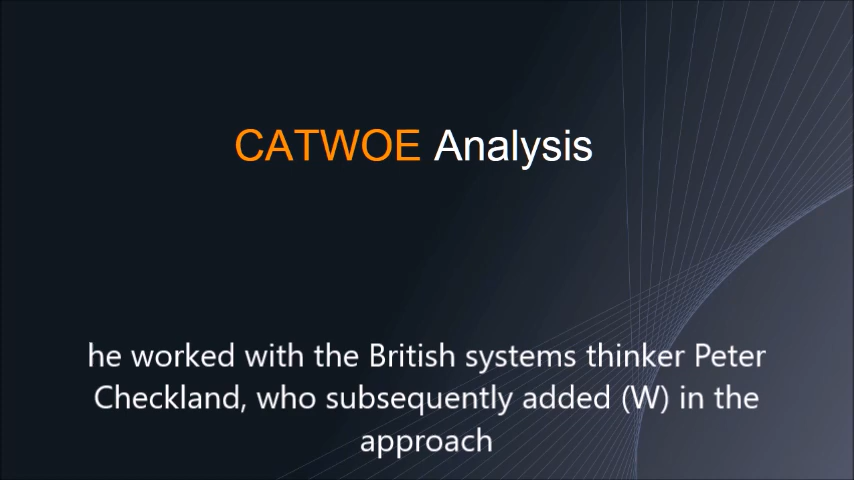 CATWOE Analysis
he worked with the British systems thinker Peter
Checkland, who subsequently added (W) in the
approach